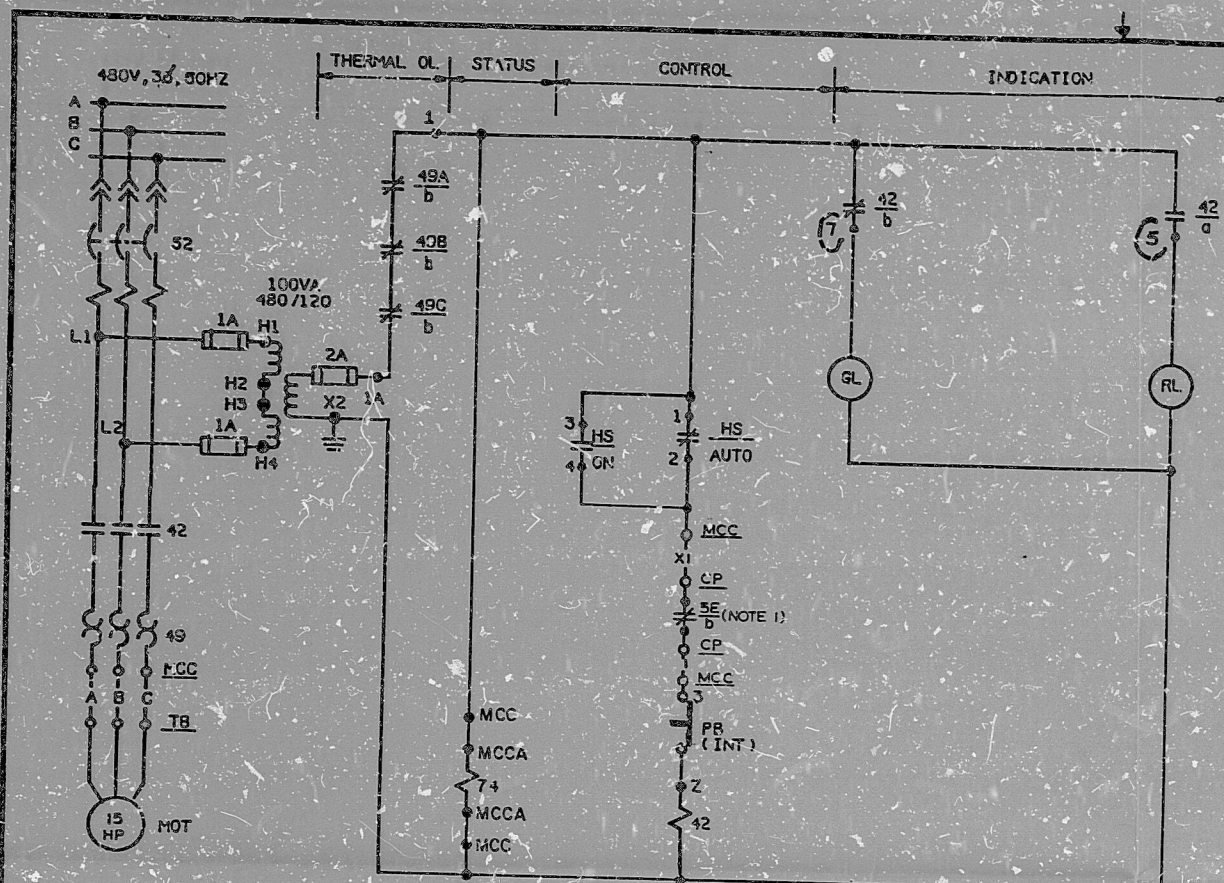 THERMAL OL.
STATUS
CONTROL
INDICATION
480V, 3Ø, 50HZ
A
B
C
1
49A
b
49B
b
49C
b
42
b
7
42
a
5
52
100VA
480/120
L1
1A
H1
H2
H3
2A
X2
1A
L2
1A
H4
GL
RL
3
HS
ON
4
1
HS
AUTO
2
42
MCC
X1
CP
5E
b
(NOTE 1)
CP
MCC
3
PB
(INT)
49
MCC
A
B
C
TB
MCC
MCCA
74
MCCA
MCC
2
42
15
HP
MOT